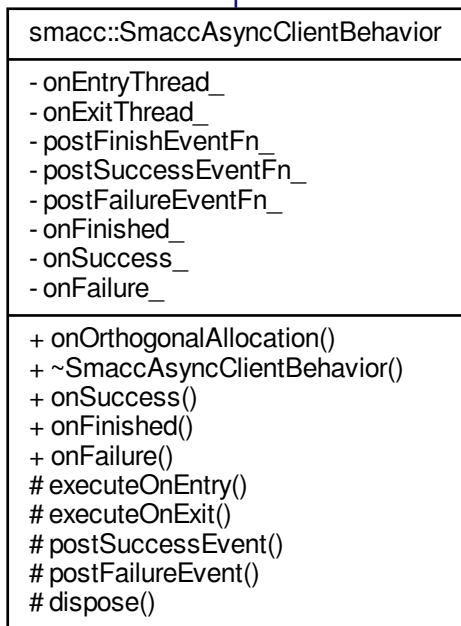 smacc::SmaccAsyncClientBehavior
- onEntryThread_
- onExitThread_
- postFinishEventFn_
- postSuccessEventFn_
- postFailureEventFn_
- onFinished_
- onSuccess_
- onFailure_
+ onOrthogonalAllocation()
+ ~SmaccAsyncClientBehavior()
+ onSuccess()
+ onFinished()
+ onFailure()
# executeOnEntry()
# executeOnExit()
# postSuccessEvent()
# postFailureEvent()
# dispose()